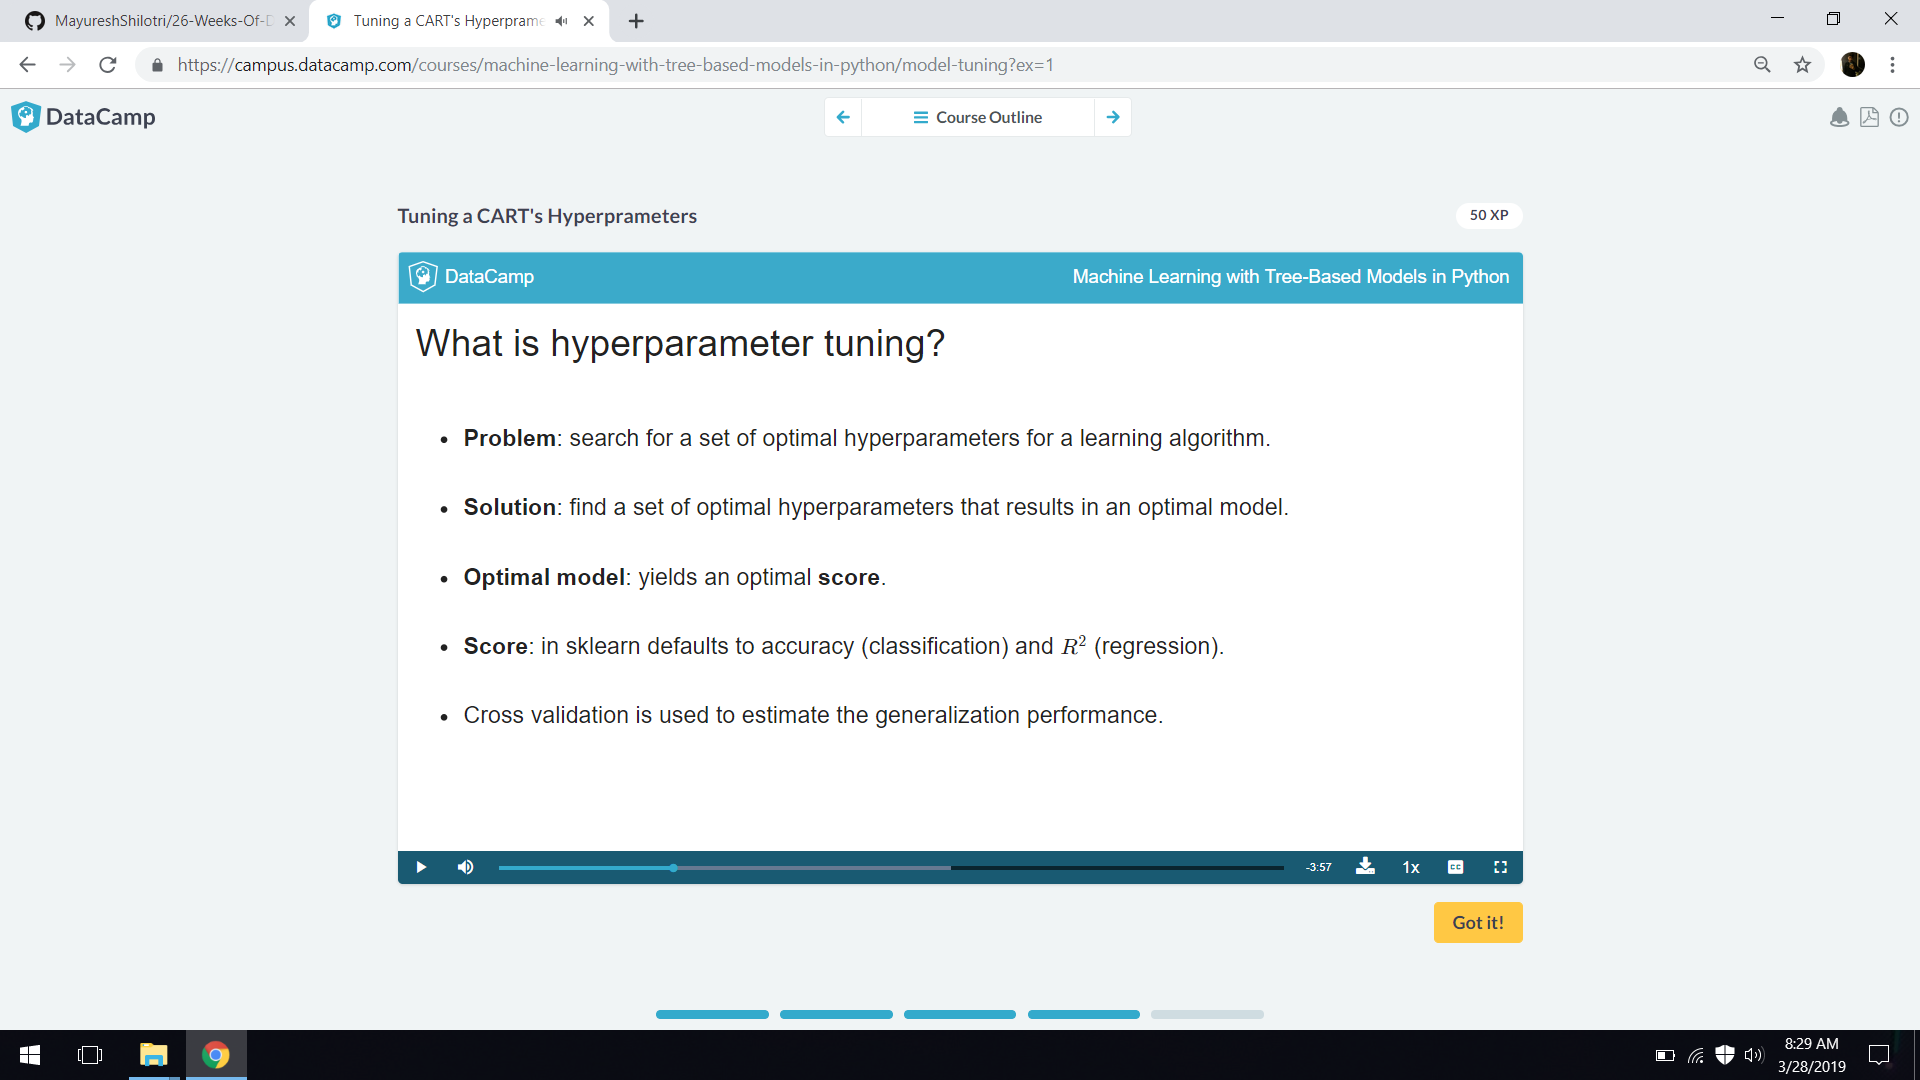 MayureshShilotri/26-Weeks-Of-D
Tuning a CART's Hyperprame
https://campus.datacamp.com/courses/machine-learning-with-tree-based-models-in-python/model-tuning?ex=1
DataCamp
Course Outline
Tuning a CART's Hyperprameters
50 XP
DataCamp
Machine Learning with Tree-Based Models in Python
What is hyperparameter tuning?
• Problem: search for a set of optimal hyperparameters for a learning algorithm.
• Solution: find a set of optimal hyperparameters that results in an optimal model.
• Optimal model: yields an optimal score.
• Score: in sklearn defaults to accuracy (classification) and R² (regression).
• Cross validation is used to estimate the generalization performance.
-3:57
1x
CC
Got it!
8:29 AM
3/28/2019